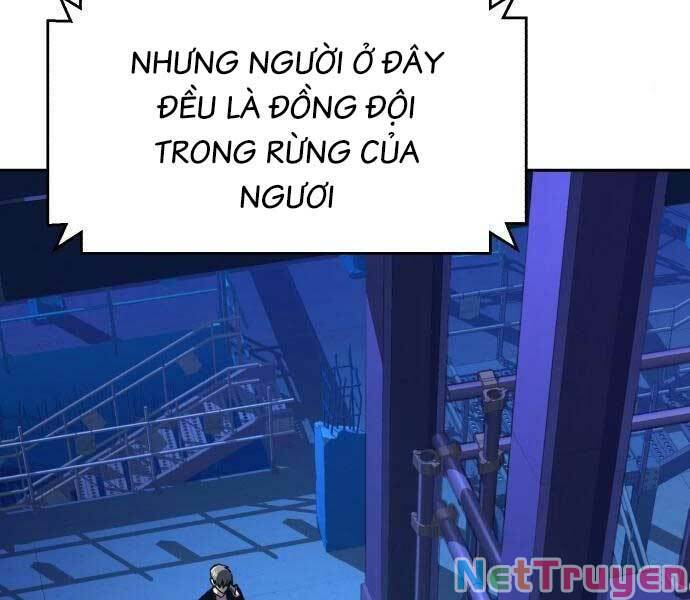 NHƯNG NGƯỜI Ở ĐÂY
ĐỀU LÀ ĐỒNG ĐỘI
TRONG RỪNG CỦA
NGƯƠI
NetTruyen